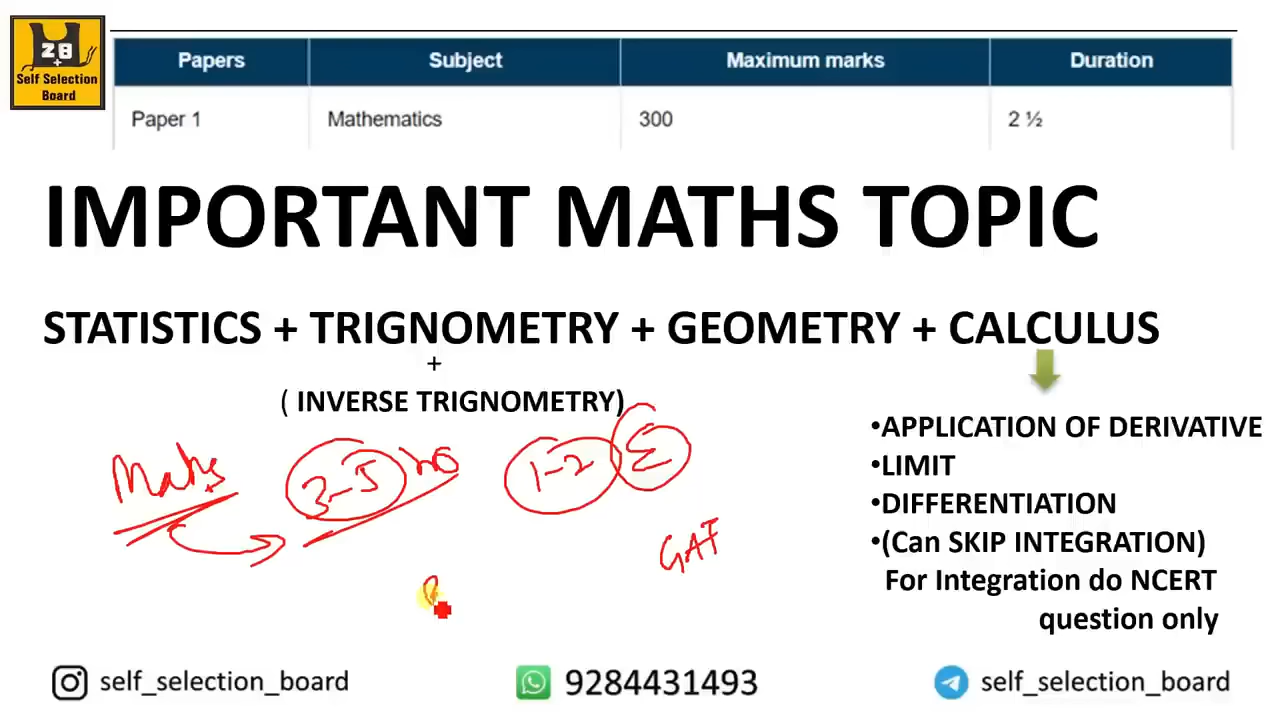 28
+
Self Selection
Board
Papers Subject Maximum marks Duration
Paper 1 Mathematics 300 2 ½
IMPORTANT MATHS TOPIC
STATISTICS + TRIGNOMETRY + GEOMETRY + CALCULUS
+
( INVERSE TRIGNOMETRY)
•APPLICATION OF DERIVATIVE
•LIMIT
•DIFFERENTIATION
•(Can SKIP INTEGRATION)
For Integration do NCERT
question only
Maths 3-5 hrs 1-2
GAT
self_selection_board 9284431493 self_selection_board